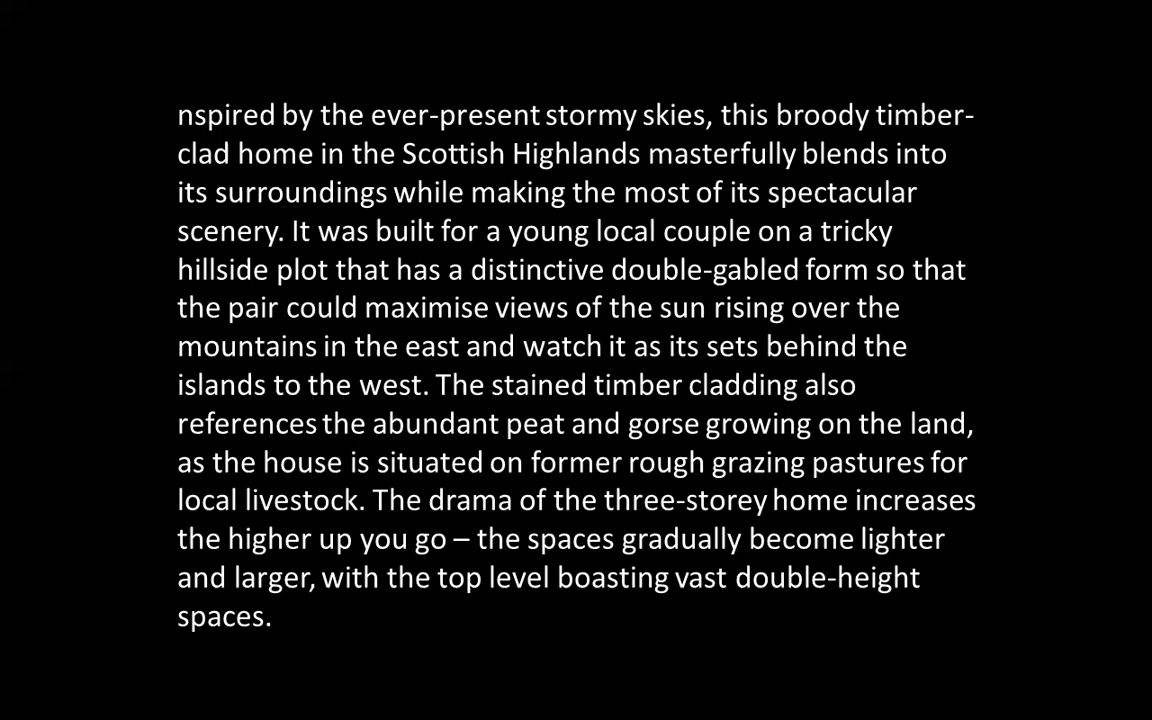 nspired by the ever-present stormy skies, this broody timber-
clad home in the Scottish Highlands masterfully blends into
its surroundings while making the most of its spectacular
scenery. It was built for a young local couple on a tricky
hillside plot that has a distinctive double-gabled form so that
the pair could maximise views of the sun rising over the
mountains in the east and watch it as its sets behind the
islands to the west. The stained timber cladding also
references the abundant peat and gorse growing on the land,
as the house is situated on former rough grazing pastures for
local livestock. The drama of the three-storey home increases
the higher up you go – the spaces gradually become lighter
and larger, with the top level boasting vast double-height
spaces.